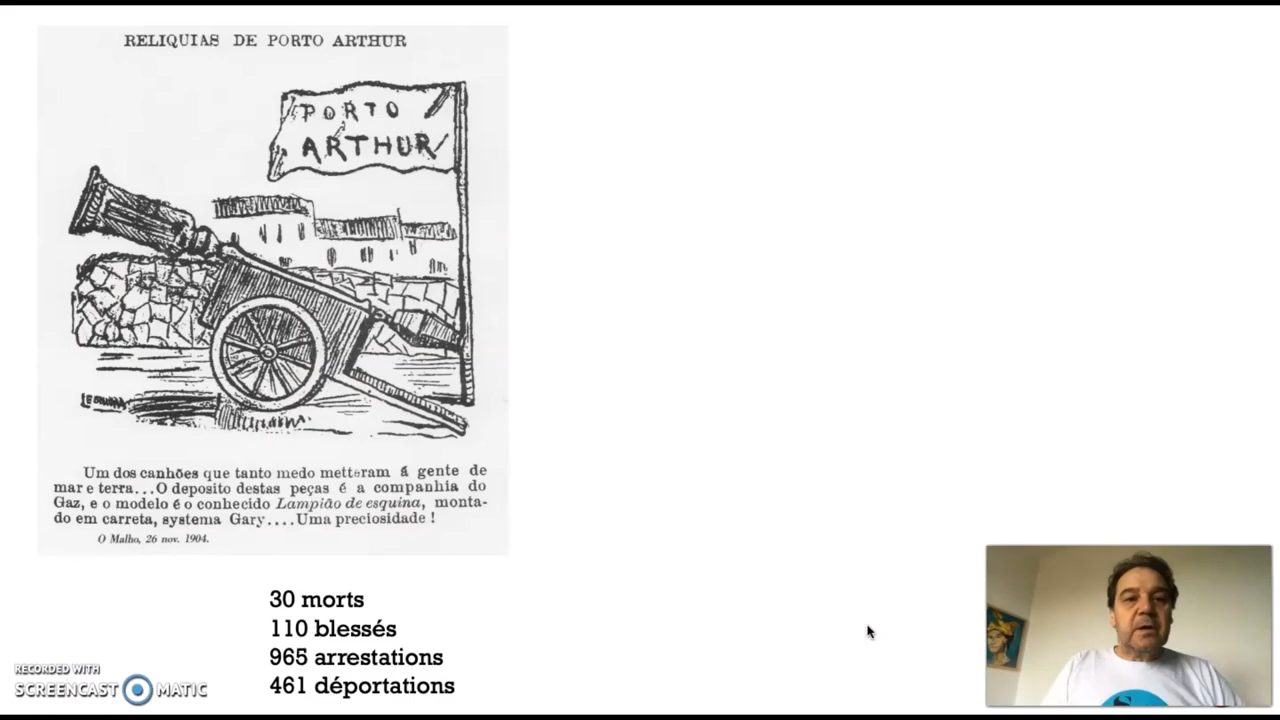 RELIQUIAS DE PORTO ARTHUR
PORTO
ARTHUR
Um dos canhões que tanto medo metteram á gente de
mar e terra...O deposito destas peças é a companhia do
Gaz, e o modelo é o conhecido Lampião de esquina, monta-
do em carreta, systema Gary....Uma preciosidade !
O Malho, 26 nov. 1904.
30 morts
110 blessés
965 arrestations
461 déportations
RECORDED WITH
SCREENCAST MATIC